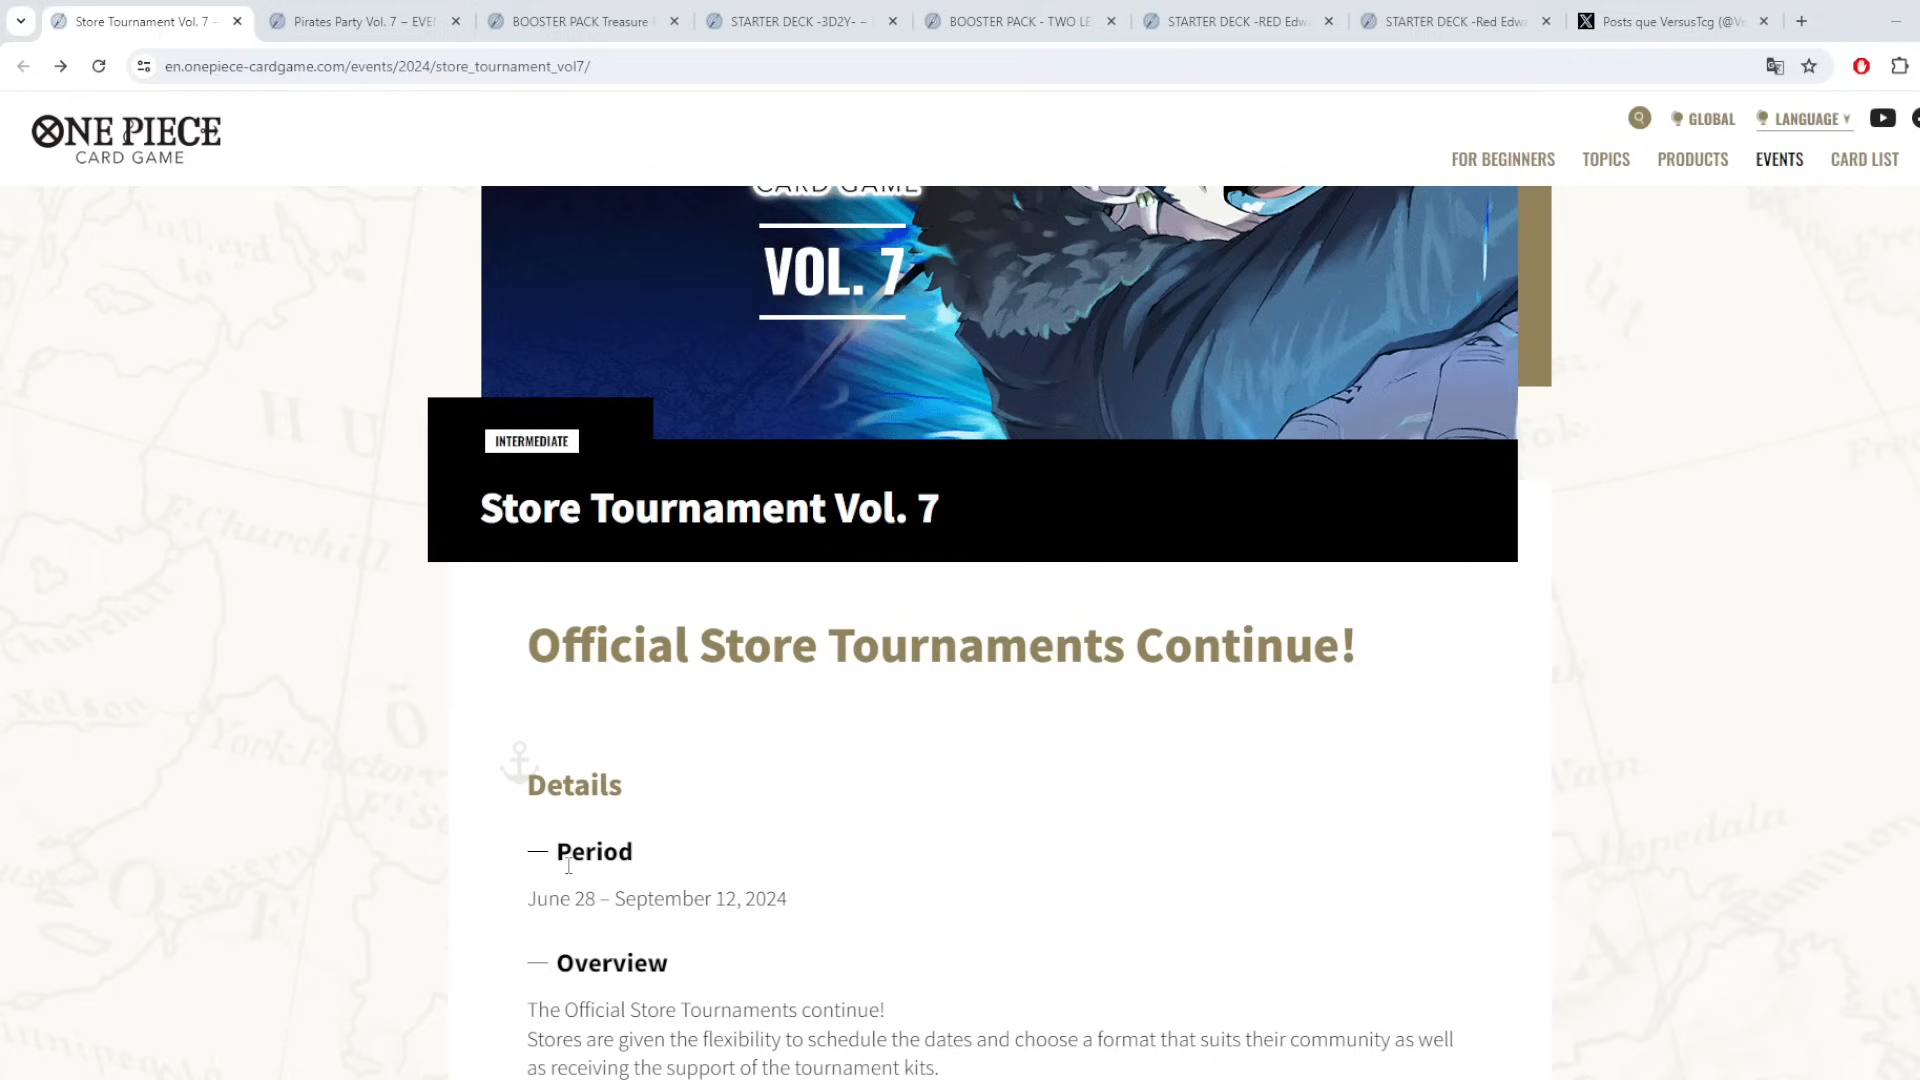 Store Tournament Vol. 7 -
Pirates Party Vol. 7 – EVE
BOOSTER PACK Treasure
STARTER DECK -3D2Y- –
BOOSTER PACK - TWO LE
STARTER DECK -RED Edw
STARTER DECK -Red Edw
Posts que VersusTcg (@V
en.onepiece-cardgame.com/events/2024/store_tournament_vol7/
ONE PIECE
CARD GAME
GLOBAL
LANGUAGE
FOR BEGINNERS
TOPICS
PRODUCTS
EVENTS
CARD LIST
CARD GAME
VOL. 7
INTERMEDIATE
Store Tournament Vol. 7
Official Store Tournaments Continue!
Details
Period
June 28 – September 12, 2024
Overview
The Official Store Tournaments continue!
Stores are given the flexibility to schedule the dates and choose a format that suits their community as well
as receiving the support of the tournament kits.